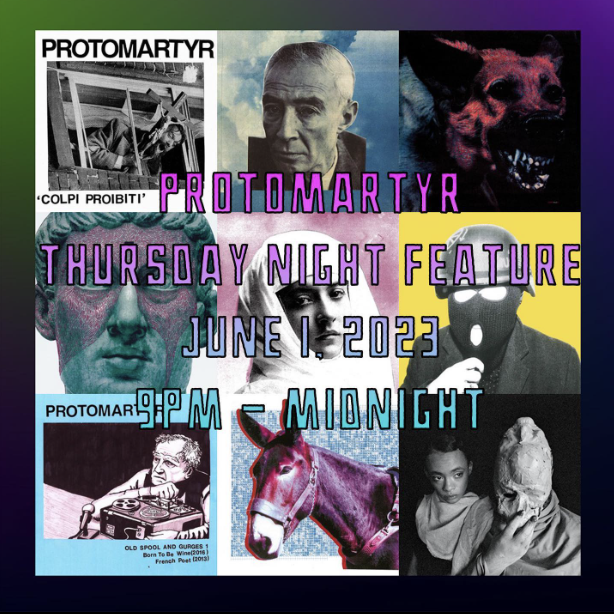 PROTOMARTYR
'COLPI PROIBITI'
PROTOMARTYR
THURSDAY NIGHT FEATURE
JUNE 1, 2023
9PM - MIDNIGHT
PROTOMARTYR
OLD SPOOL AND GURGES 1
Born To Be Wine(2016)
French Poet (2013)